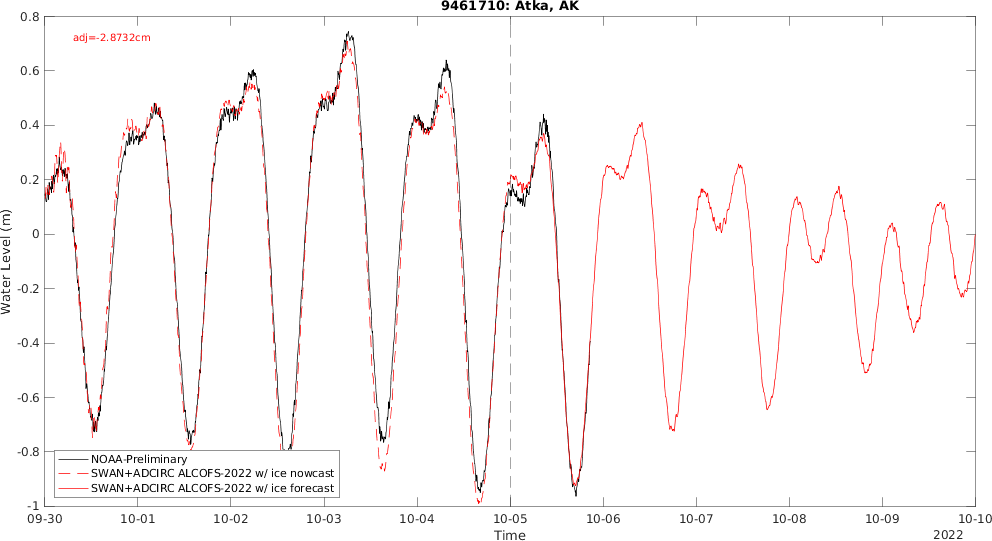 9461710: Atka, AK
adj=-2.8732cm
0.8
0.6
0.4
0.2
0
-0.2
-0.4
-0.6
-0.8
-1
Water Level (m)
NOAA-Preliminary
SWAN+ADCIRC ALCOFS-2022 w/ ice nowcast
SWAN+ADCIRC ALCOFS-2022 w/ ice forecast
09-30 10-01 10-02 10-03 10-04 10-05 10-06 10-07 10-08 10-09 10-10
Time
2022